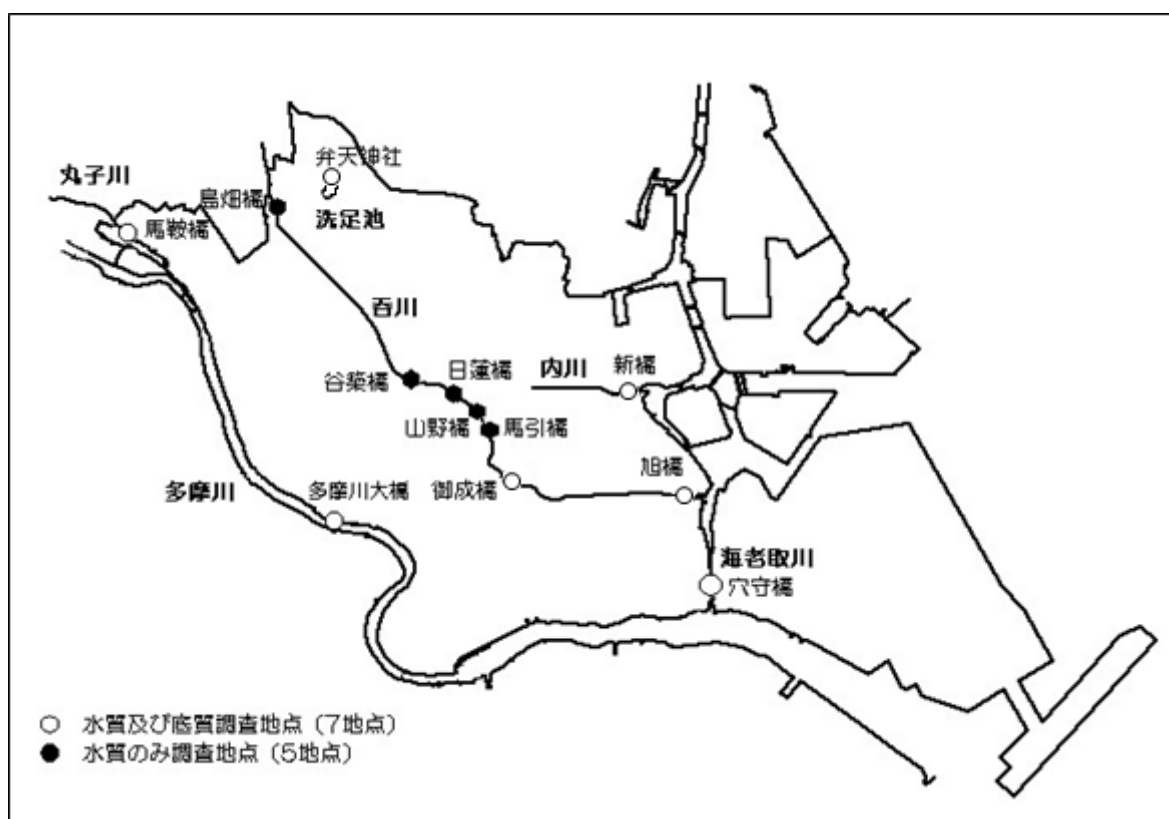 弁天神社
丸子川
島畑橋
洗足池
馬鞍橋
呑川
日蓮橋
内川
新橋
谷築橋
山野橋
馬引橋
旭橋
多摩川
多摩川大橋
御成橋
海老取川
穴守橋
水質及び底質調査地点（7地点）
水質のみ調査地点（5地点）